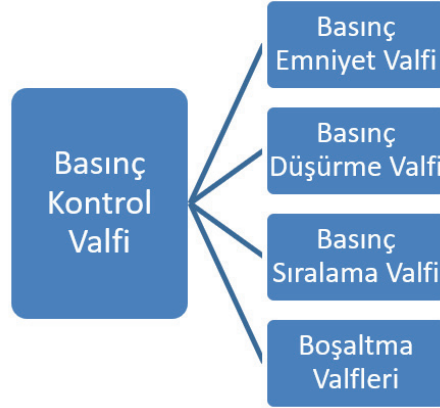 Basınç
Kontrol
Valfi
Basınç
Emniyet Valfi
Basınç
Düşürme Valfi
Basınç
Sıralama Valfi
Boşaltma
Valfleri